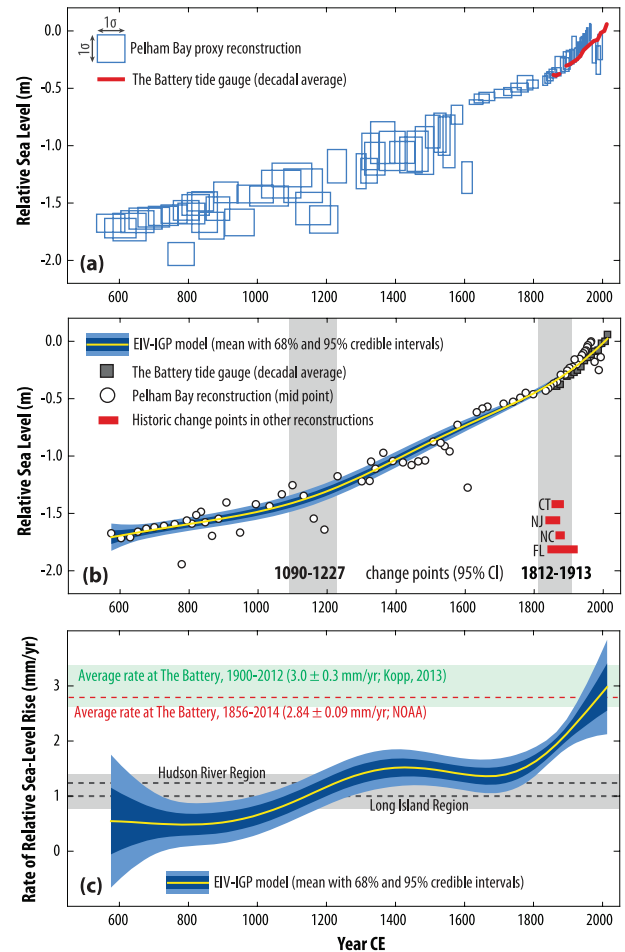 1σ
1σ
Pelham Bay proxy reconstruction
The Battery tide gauge (decadal average)
Relative Sea Level (m)
0.0
-0.5
-1.0
-1.5
-2.0
(a)
600 800 1000 1200 1400 1600 1800 2000
EIV-IGP model (mean with 68% and 95% credible intervals)
The Battery tide gauge (decadal average)
Pelham Bay reconstruction (mid point)
Historic change points in other reconstructions
Relative Sea Level (m)
0.0
-0.5
-1.0
-1.5
-2.0
CT
NJ
NC
FL
(b)
1090-1227 change points (95% CI) 1812-1913
600 800 1000 1200 1400 1600 1800 2000
Rate of Relative Sea-Level Rise (mm/yr)
3
2
1
0
Average rate at The Battery, 1900-2012 (3.0 ± 0.3 mm/yr; Kopp, 2013)
Average rate at The Battery, 1856-2014 (2.84 ± 0.09 mm/yr; NOAA)
Hudson River Region
Long Island Region
(c)
EIV-IGP model (mean with 68% and 95% credible intervals)
600 800 1000 1200 1400 1600 1800 2000
Year CE